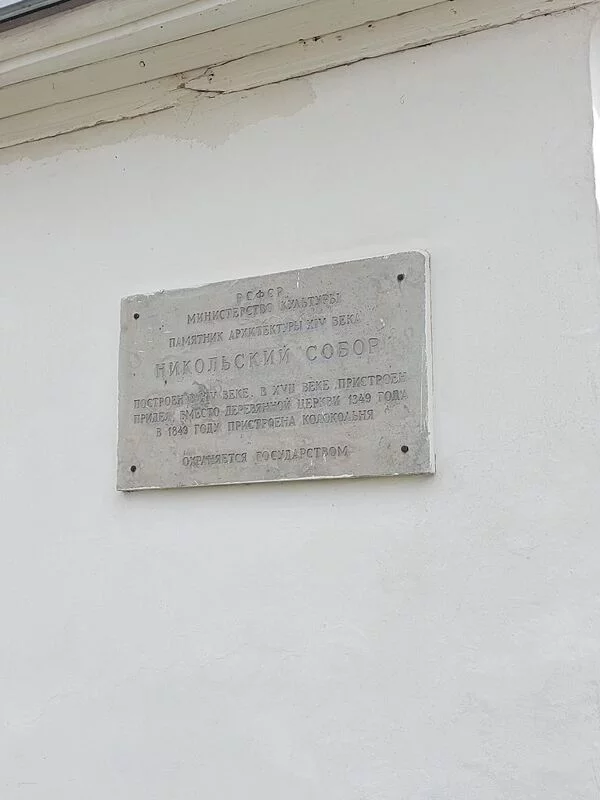 РСФСР
МИНИСТЕРСТВО КУЛЬТУРЫ
ПАМЯТНИК АРХИТЕКТУРЫ XIV ВЕКА
НИКОЛЬСКИЙ СОБОР
ПОСТРОЕН В XIV ВЕКЕ. В XVII ВЕКЕ ПРИСТРОЕН
ПРИДЕЛ, ВМЕСТО ДЕРЕВЯННОЙ ЦЕРКВИ 1349 ГОДА
В 1849 ГОДУ ПРИСТРОЕНА КОЛОКОЛЬНЯ
ОХРАНЯЕТСЯ ГОСУДАРСТВОМ